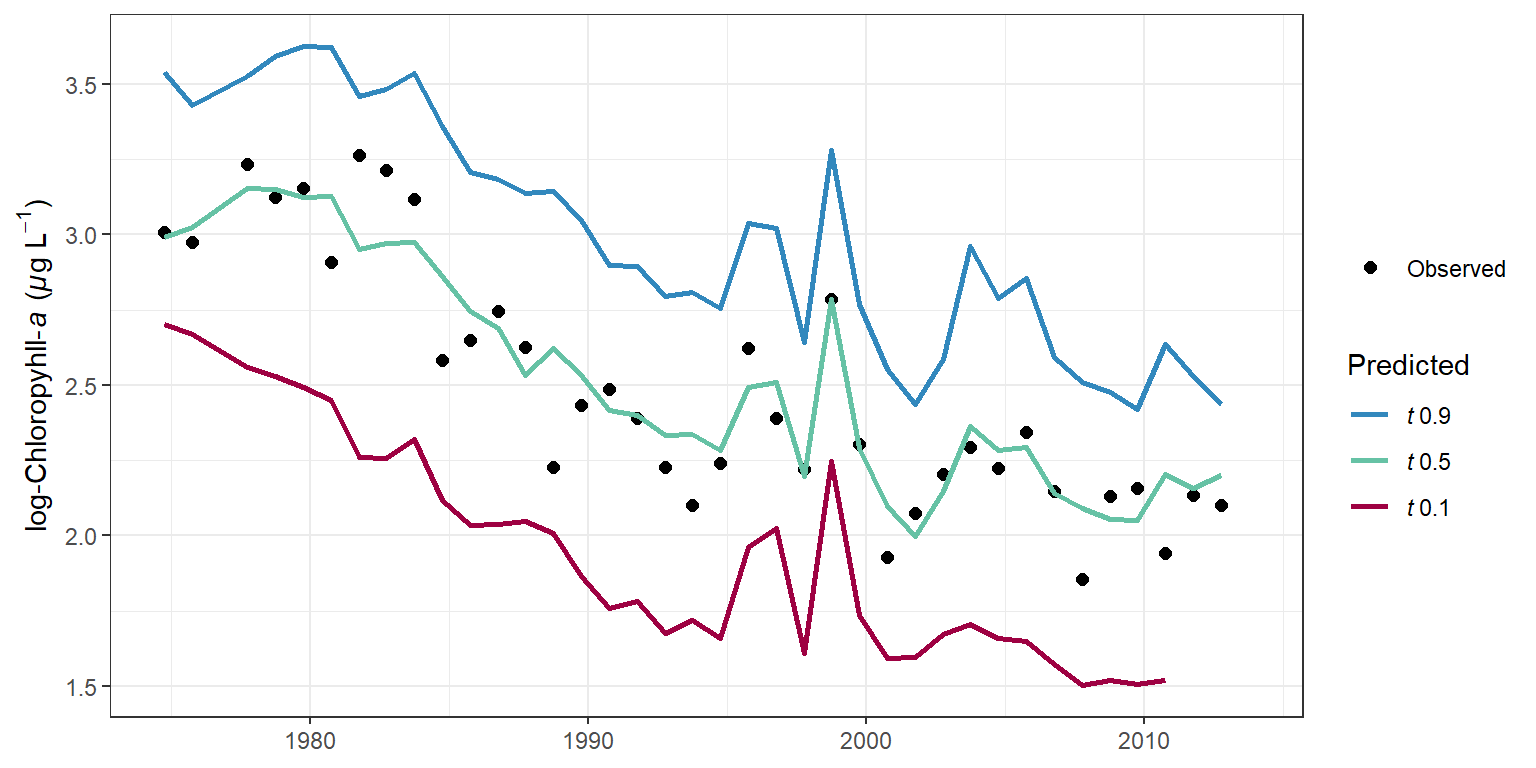 log-Chloropyhll-a (μg L⁻¹)
3.5
3.0
2.5
2.0
1.5
1980 1990 2000 2010
Observed
Predicted
t 0.9
t 0.5
t 0.1